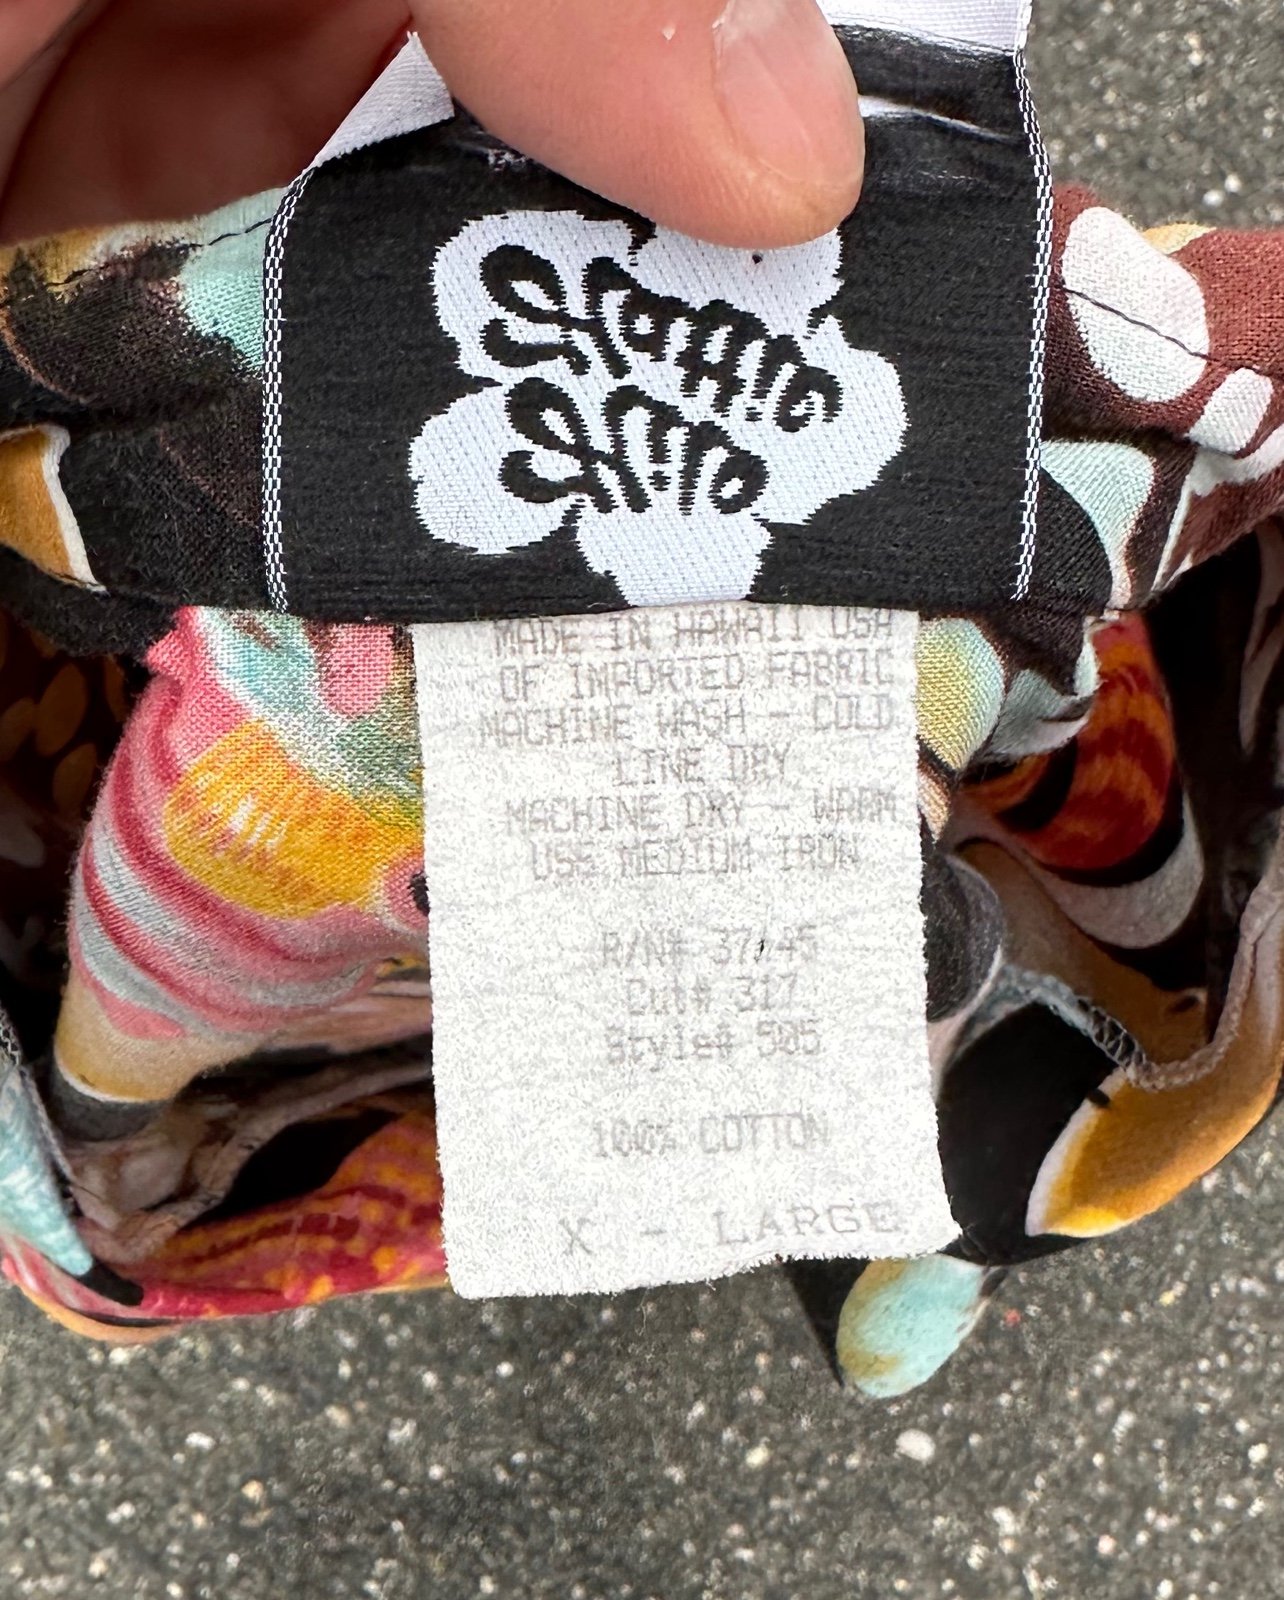 MADE IN HAWAII USA
OF IMPORTED FABRIC
MACHINE WASH - COLD
LINE DRY
MACHINE DRY - WARM
USE MEDIUM IRON
R/N#
Cut# 317
Style# 505
100% COTTON
X - LARGE